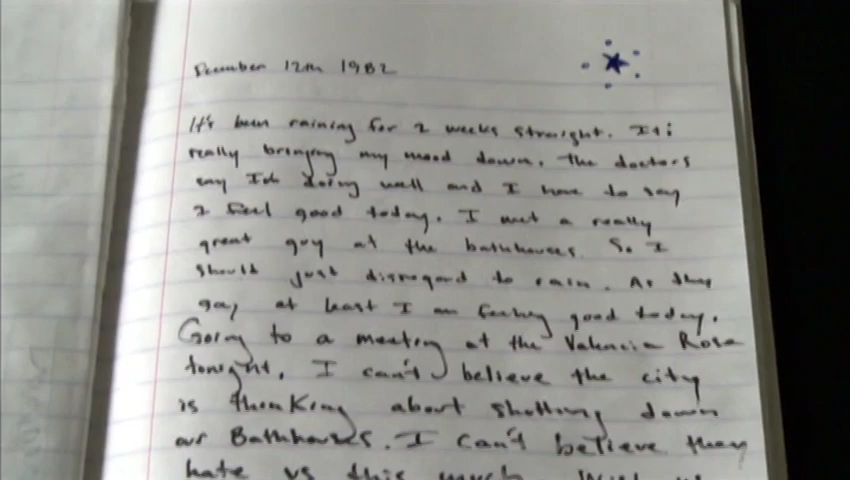 December 12th 1982
It's been raining for 2 weeks straight. Its
really bringing my mood down. The doctors
say I'm doing well and I have to say
I feel good today. I met a really
great guy at the bathhouses. So I
should just disregard to rain. As they
say, at least I am feeling good today.
Going to a meeting at the Valencia Rose
tonight. I can't believe the city
is thinking about shutting down
our Bathhouses. I can't believe they
hate us this much.